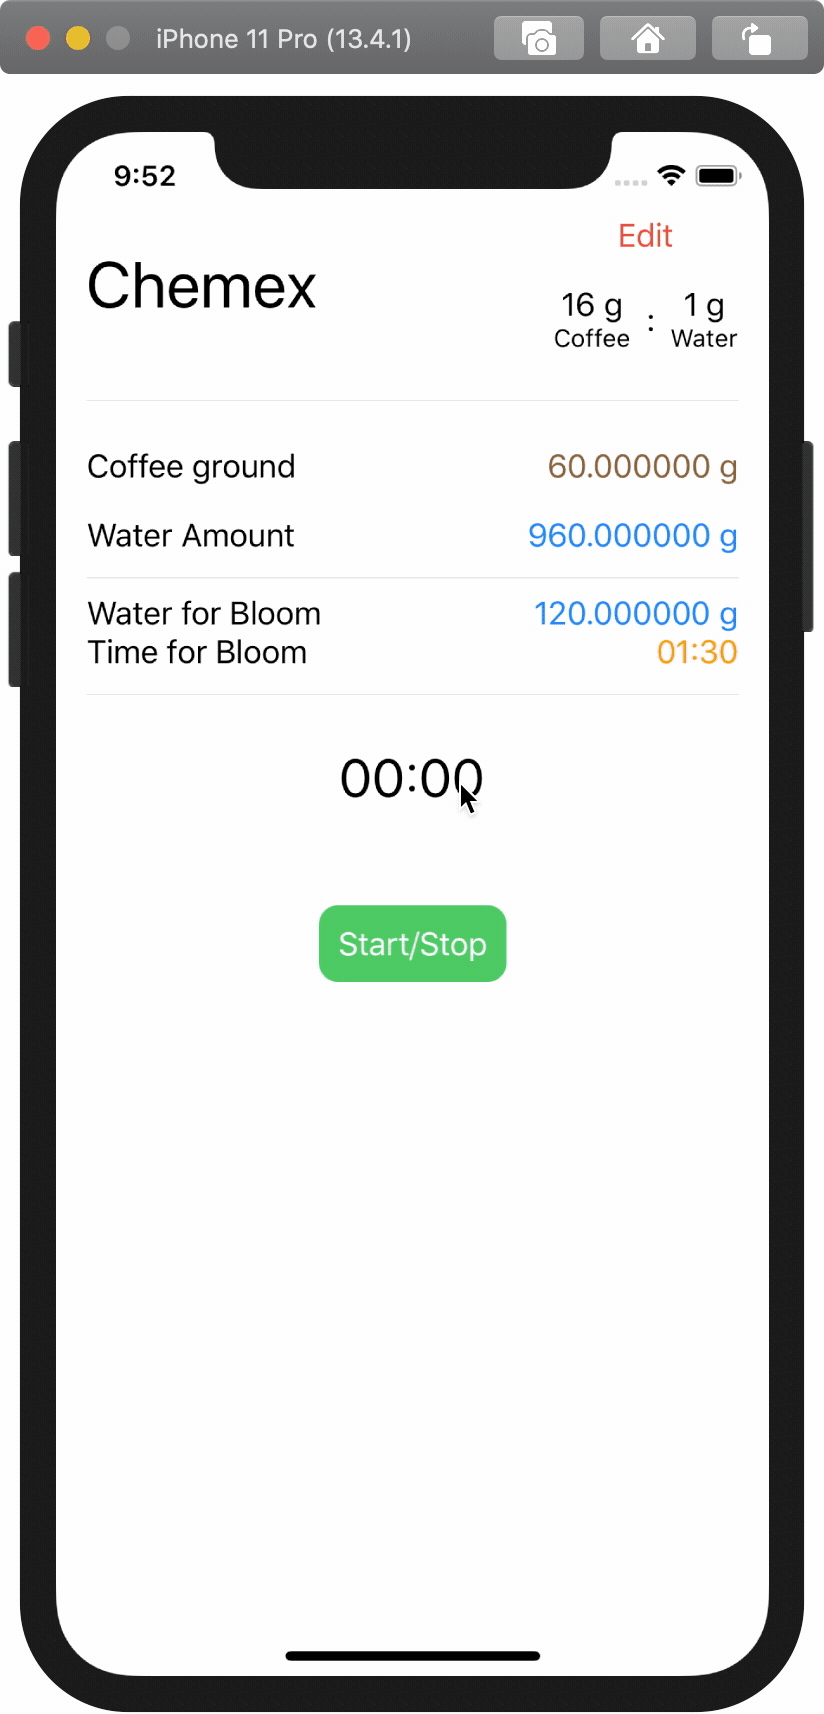 iPhone 11 Pro (13.4.1)
9:52
Edit
Chemex
16 g : 1 g
Coffee Water
Coffee ground 60.000000 g
Water Amount 960.000000 g
Water for Bloom 120.000000 g
Time for Bloom 01:30
00:00
Start/Stop